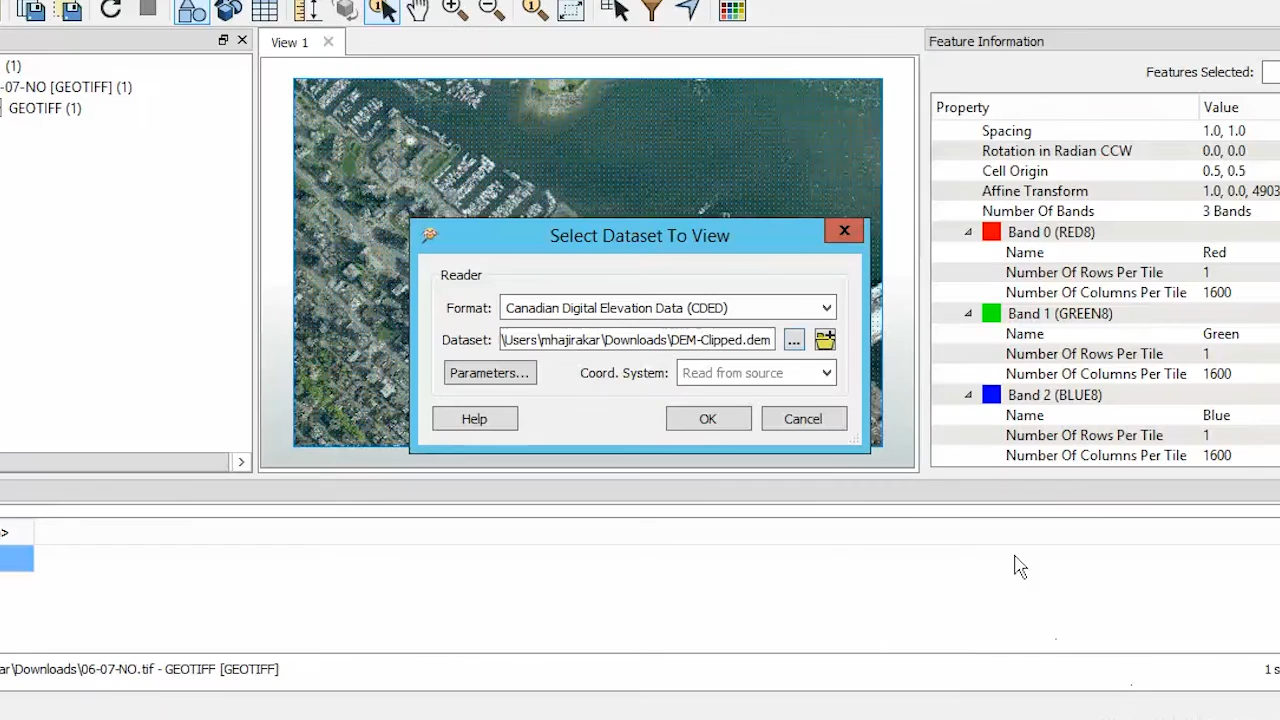 View 1
Feature Information
(1)
-07-NO [GEOTIFF] (1)
GEOTIFF (1)
Features Selected:
Property Value
Spacing 1.0, 1.0
Rotation in Radian CCW 0.0, 0.0
Cell Origin 0.5, 0.5
Affine Transform 1.0, 0.0, 4903
Number Of Bands 3 Bands
Band 0 (RED8)
Name Red
Number Of Rows Per Tile 1
Number Of Columns Per Tile 1600
Band 1 (GREEN8)
Name Green
Number Of Rows Per Tile 1
Number Of Columns Per Tile 1600
Band 2 (BLUE8)
Name Blue
Number Of Rows Per Tile 1
Number Of Columns Per Tile 1600
Select Dataset To View
X
Reader
Format: Canadian Digital Elevation Data (CDED)
Dataset: \Users\mhajirakar\Downloads\DEM-Clipped.dem ...
Parameters... Coord. System: Read from source
Help OK Cancel
>
ar\Downloads\06-07-NO.tif - GEOTIFF [GEOTIFF]
1 s